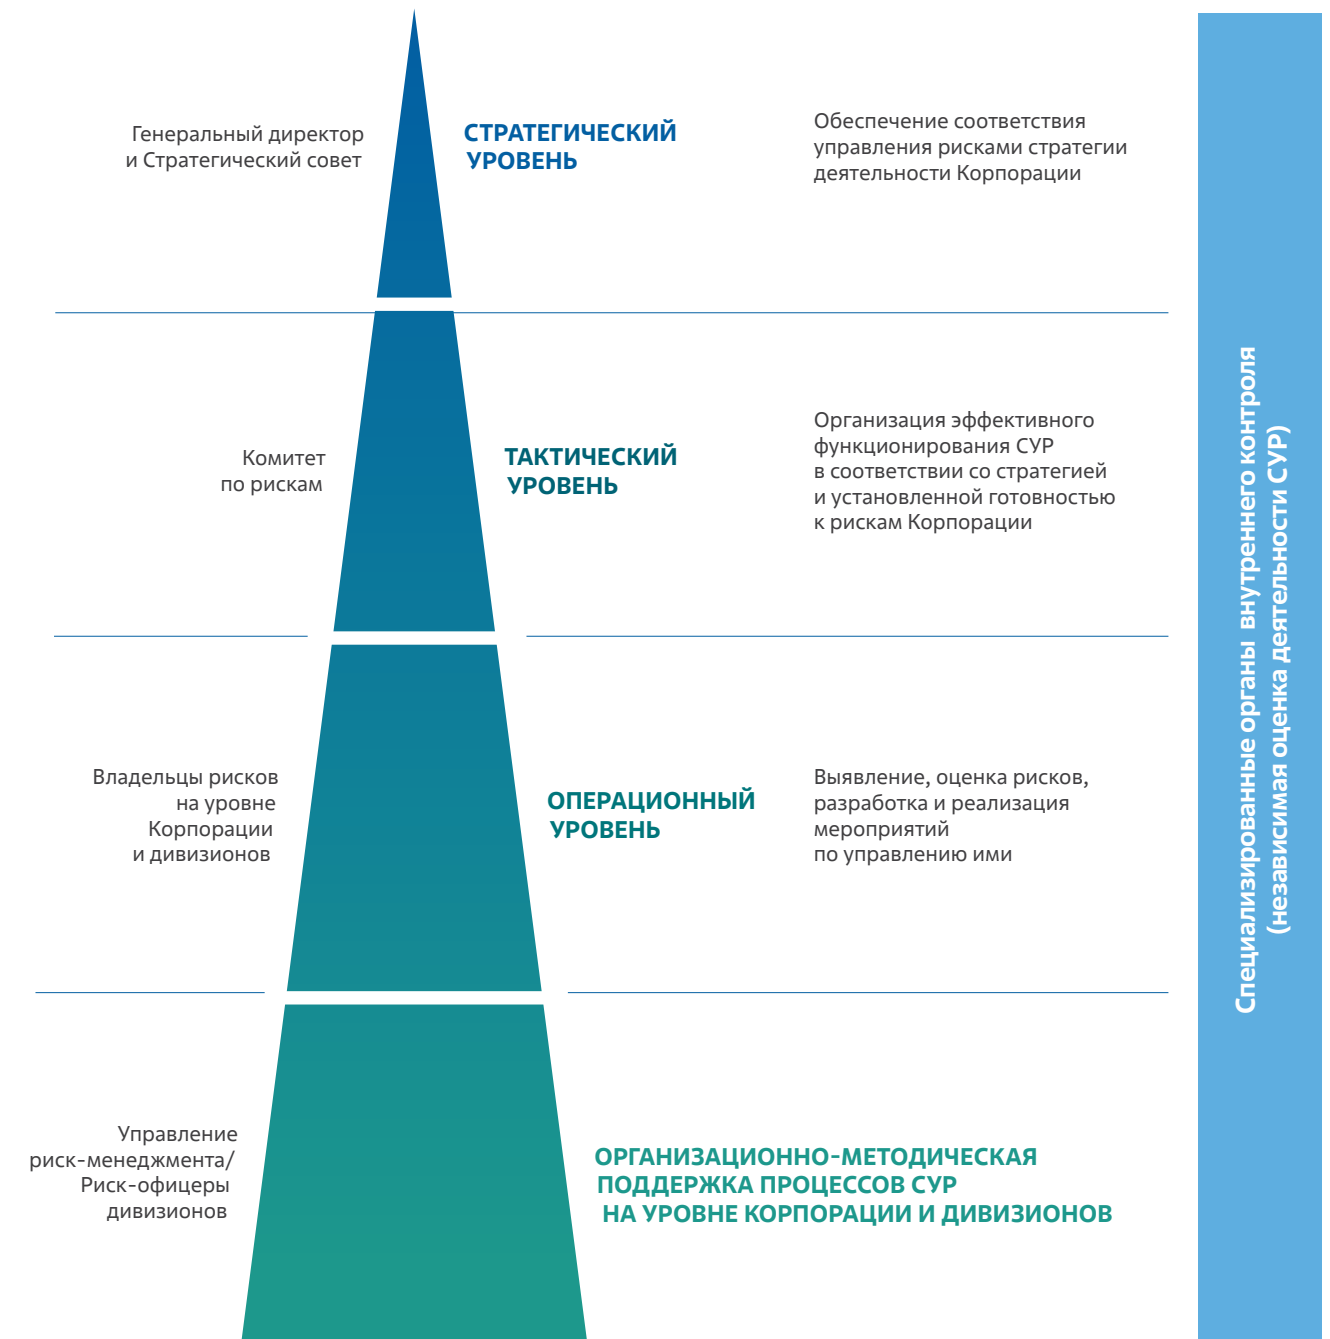 Генеральный директор
и Стратегический совет
СТРАТЕГИЧЕСКИЙ
УРОВЕНЬ
Обеспечение соответствия
управления рисками стратегии
деятельности Корпорации
Комитет
по рискам
ТАКТИЧЕСКИЙ
УРОВЕНЬ
Организация эффективного
функционирования СУР
в соответствии со стратегией
и установленной готовностью
к рискам Корпорации
Владельцы рисков
на уровне
Корпорации
и дивизионов
ОПЕРАЦИОННЫЙ
УРОВЕНЬ
Выявление, оценка рисков,
разработка и реализация
мероприятий
по управлению ими
Управление
риск-менеджмента/
Риск-офицеры
дивизионов
ОРГАНИЗАЦИОННО-МЕТОДИЧЕСКАЯ
ПОДДЕРЖКА ПРОЦЕССОВ СУР
НА УРОВНЕ КОРПОРАЦИИ И ДИВИЗИОНОВ
Специализированные органы внутреннего контроля
(независимая оценка деятельности СУР)